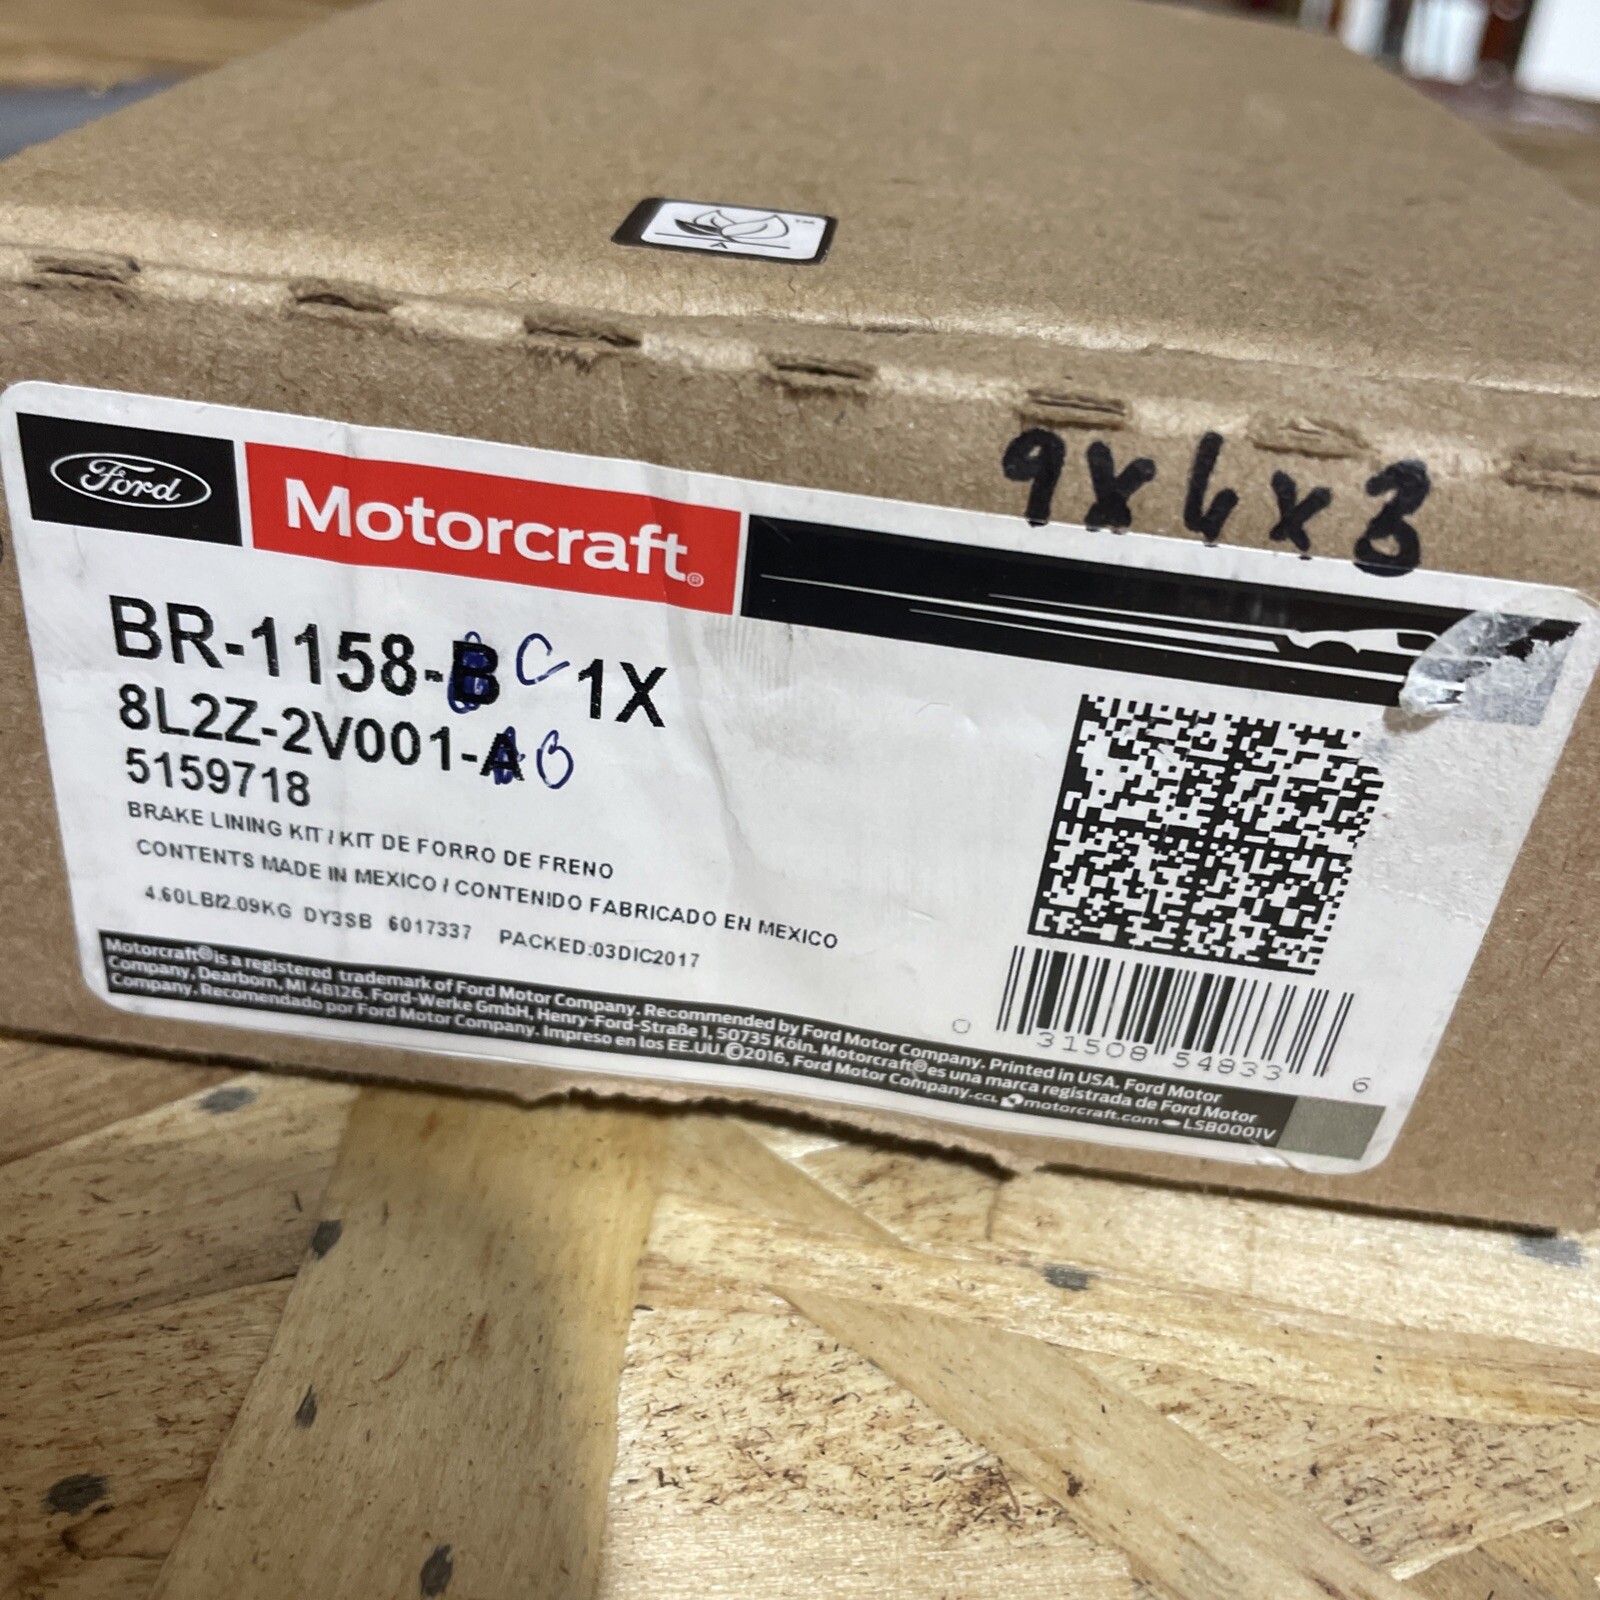 ™
A
9X6X3
Ford
Motorcraft®
BR-1158-B C 1X
8L2Z-2V001-A B
5159718
BRAKE LINING KIT / KIT DE FORRO DE FRENO
CONTENTS MADE IN MEXICO / CONTENIDO FABRICADO EN MEXICO
4.60LB/2.09KG DY3SB 6017337 PACKED:03DIC2017
0 31508 54833 6
Motorcraft® is a registered trademark of Ford Motor Company. Recommended by Ford Motor Company. Printed in USA. Ford Motor
Company, Dearborn, MI 48126. Ford-Werke GmbH, Henry-Ford-Straße 1, 50735 Köln. Motorcraft® es una marca registrada de Ford Motor
Company. Recomendado por Ford Motor Company. Impreso en los EE.UU. ©2016, Ford Motor Company. CCL motorcraft.com LSB0001V